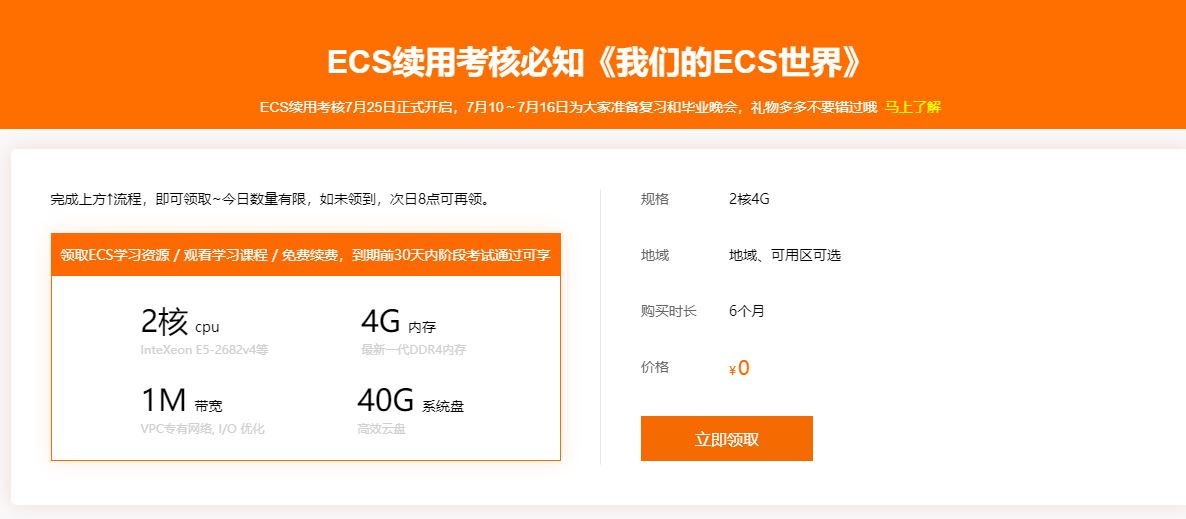 ECS续用考核必知《我们的ECS世界》
ECS续用考核7月25日正式开启，7月10～7月16日为大家准备复习和毕业晚会，礼物多多不要错过哦 马上了解
完成上方↑流程，即可领取~今日数量有限，如未领到，次日8点可再领。
领取ECS学习资源 / 观看学习课程 / 免费续费，到期前30天内阶段考试通过可享
2核 cpu
InteXeon E5-2682v4等
4G 内存
最新一代DDR4内存
1M 带宽
VPC专有网络, I/O 优化
40G 系统盘
高效云盘
规格 2核4G
地域 地域、可用区可选
购买时长 6个月
价格 ¥0
立即领取